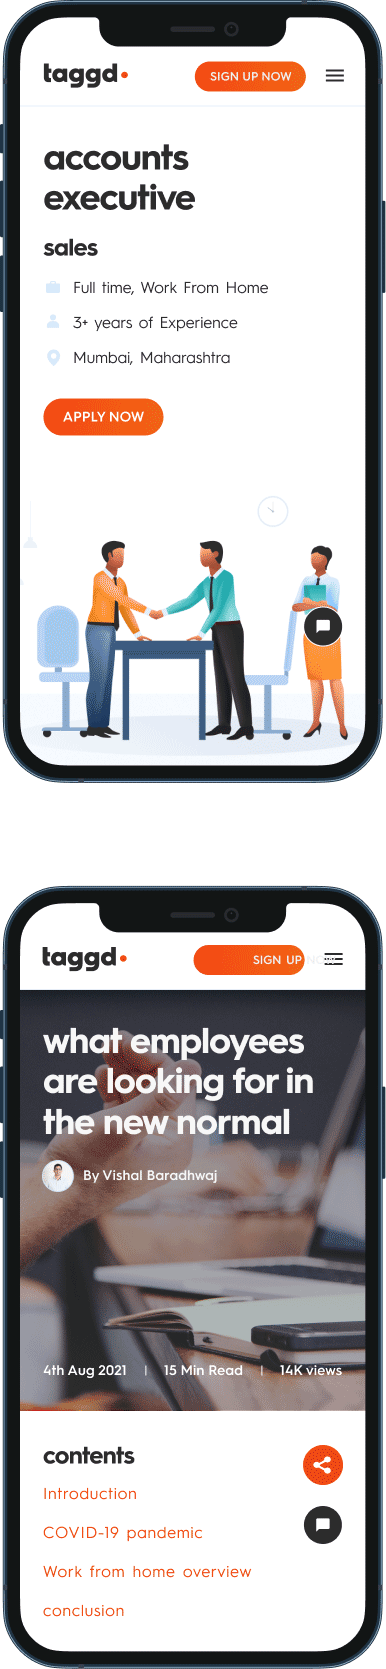 taggd
SIGN UP NOW
accounts
executive
sales
Full time, Work From Home
3+ years of Experience
Mumbai, Maharashtra
APPLY NOW
taggd
SIGN UP NOW
what employees
are looking for in
the new normal
By Vishal Baradhwaj
4th Aug 2021 | 15 Min Read | 14K views
contents
Introduction
COVID-19 pandemic
Work from home overview
conclusion